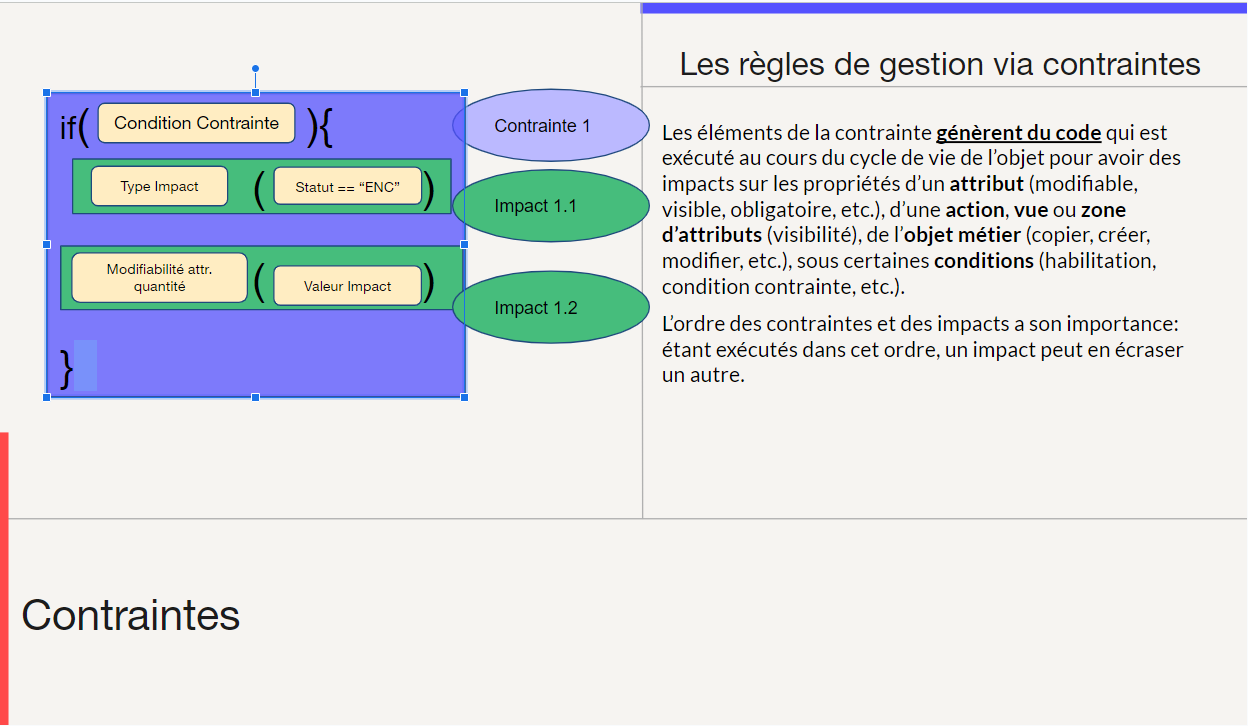 if( Condition Contrainte ){
Contrainte 1
Type Impact ( Statut == “ENC” )
Impact 1.1
Modifiabilité attr.
quantité ( Valeur Impact )
Impact 1.2
}
Les règles de gestion via contraintes
Les éléments de la contrainte génèrent du code qui est
exécuté au cours du cycle de vie de l’objet pour avoir des
impacts sur les propriétés d’un attribut (modifiable,
visible, obligatoire, etc.), d’une action, vue ou zone
d’attributs (visibilité), de l’objet métier (copier, créer,
modifier, etc.), sous certaines conditions (habilitation,
condition contrainte, etc.).
L’ordre des contraintes et des impacts a son importance:
étant exécutés dans cet ordre, un impact peut en écraser
un autre.
Contraintes